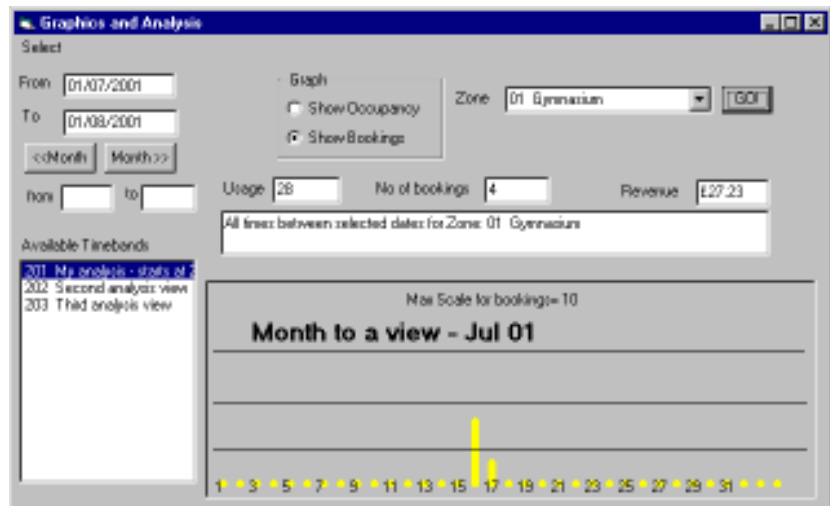 Graphics and Analysis
Select
From 01/07/2001
To 01/08/2001
<<Month Month>>
from to
Graph
Show Occupancy
Show Bookings
Zone 01 Gymnasium GO!
Usage 28 No of bookings 4 Revenue £27.23
All times between selected dates for Zone: 01 Gymnasium
Available Timebands
201 My analysis - starts at
202 Second analysis view
203 Third analysis view
Max Scale for bookings= 10
Month to a view - Jul 01
1 3 5 7 9 11 13 15 17 19 21 23 25 27 29 31